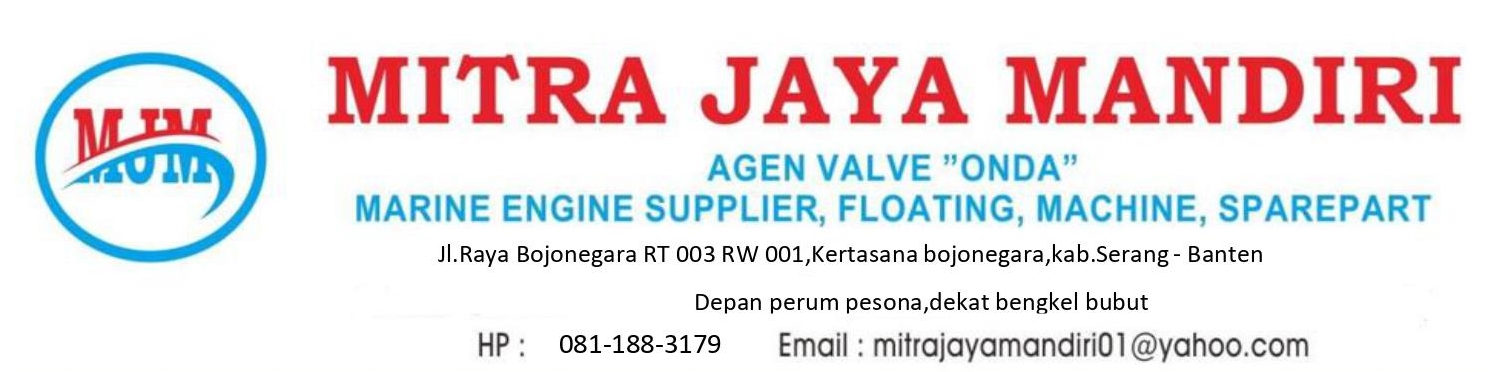 MJM
MITRA JAYA MANDIRI
AGEN VALVE ”ONDA”
MARINE ENGINE SUPPLIER, FLOATING, MACHINE, SPAREPART
Jl.Raya Bojonegara RT 003 RW 001,Kertasana bojonegara,kab.Serang - Banten
Depan perum pesona,dekat bengkel bubut
HP : 081-188-3179 Email : mitrajayamandiri01@yahoo.com